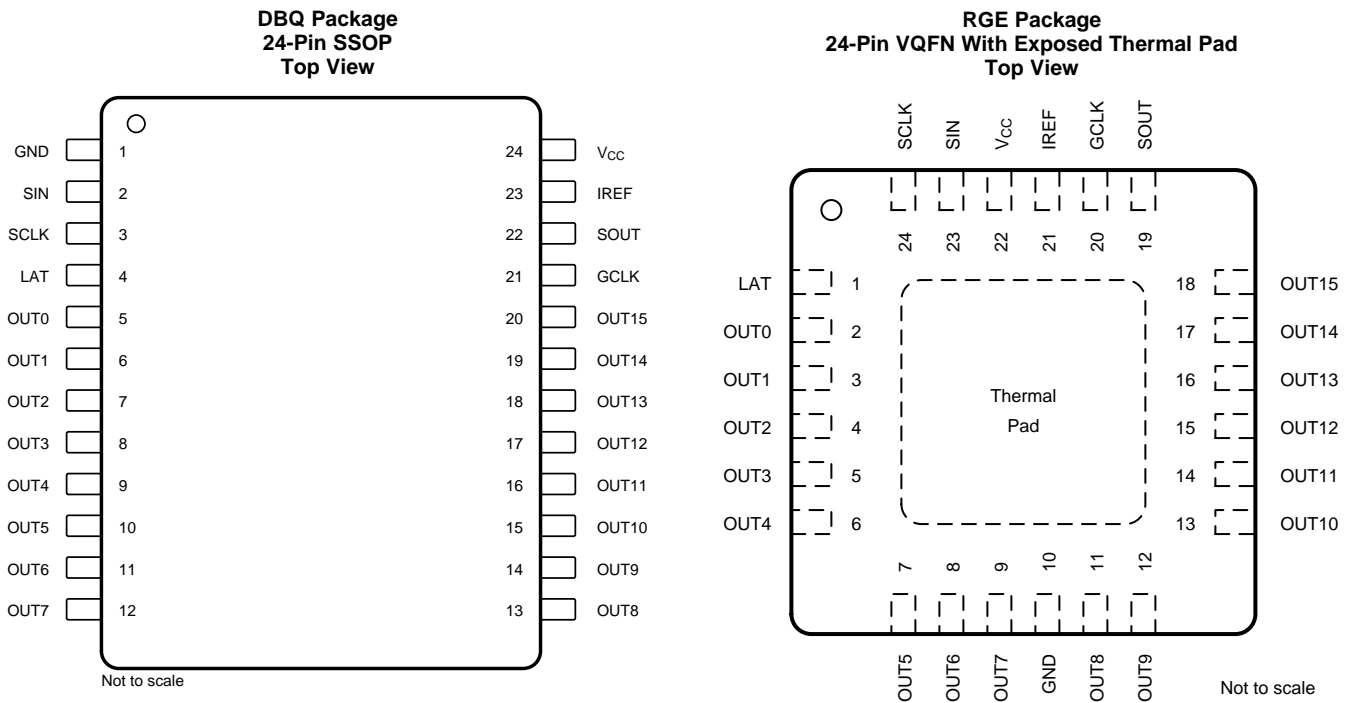 DBQ Package
24-Pin SSOP
Top View
GND 1 24 VCC
SIN 2 23 IREF
SCLK 3 22 SOUT
LAT 4 21 GCLK
OUT0 5 20 OUT15
OUT1 6 19 OUT14
OUT2 7 18 OUT13
OUT3 8 17 OUT12
OUT4 9 16 OUT11
OUT5 10 15 OUT10
OUT6 11 14 OUT9
OUT7 12 13 OUT8
Not to scale
RGE Package
24-Pin VQFN With Exposed Thermal Pad
Top View
SCLK SIN VCC IREF GCLK SOUT
24 23 22 21 20 19
LAT 1 18 OUT15
OUT0 2 17 OUT14
OUT1 3 16 OUT13
Thermal
Pad
OUT2 4 15 OUT12
OUT3 5 14 OUT11
OUT4 6 13 OUT10
7 8 9 10 11 12
OUT5 OUT6 OUT7 GND OUT8 OUT9
Not to scale